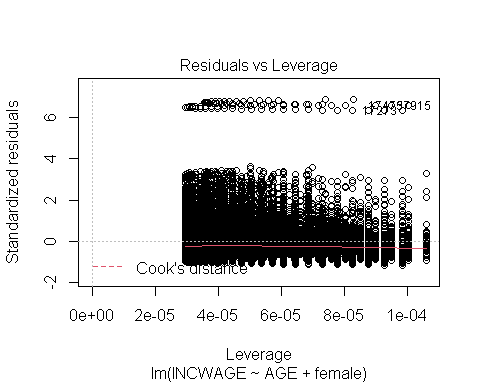 Residuals vs Leverage
Standardized residuals
6
4
2
0
-2
Cook's distance
0e+00 2e-05 4e-05 6e-05 8e-05 1e-04
Leverage
lm(INCWAGE ~ AGE + female)